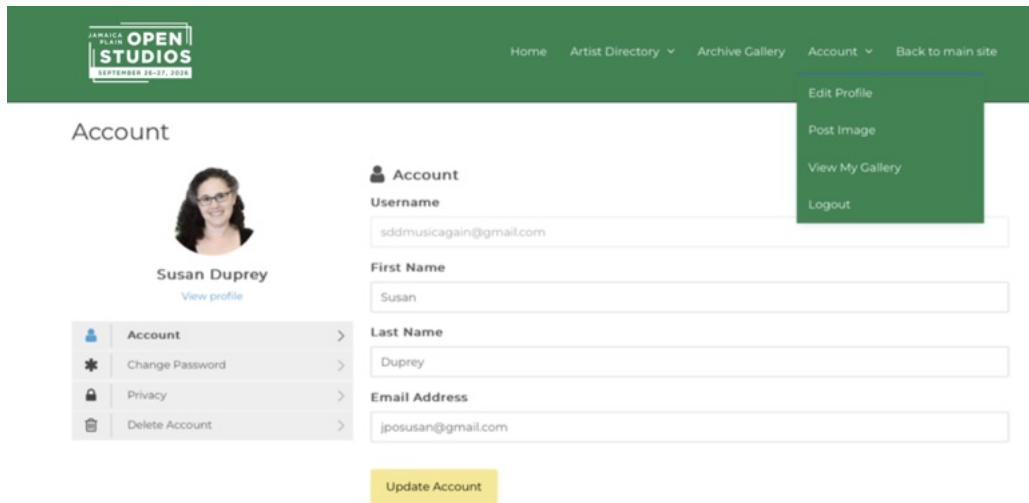 JAMAICA PLAIN OPEN
STUDIOS
SEPTEMBER 26-27, 2026
Home Artist Directory Archive Gallery Account Back to main site
Edit Profile
Post Image
View My Gallery
Logout
Account
Susan Duprey
View profile
Account
Change Password
Privacy
Delete Account
Account
Username
sddmusicagain@gmail.com
First Name
Susan
Last Name
Duprey
Email Address
jposusan@gmail.com
Update Account